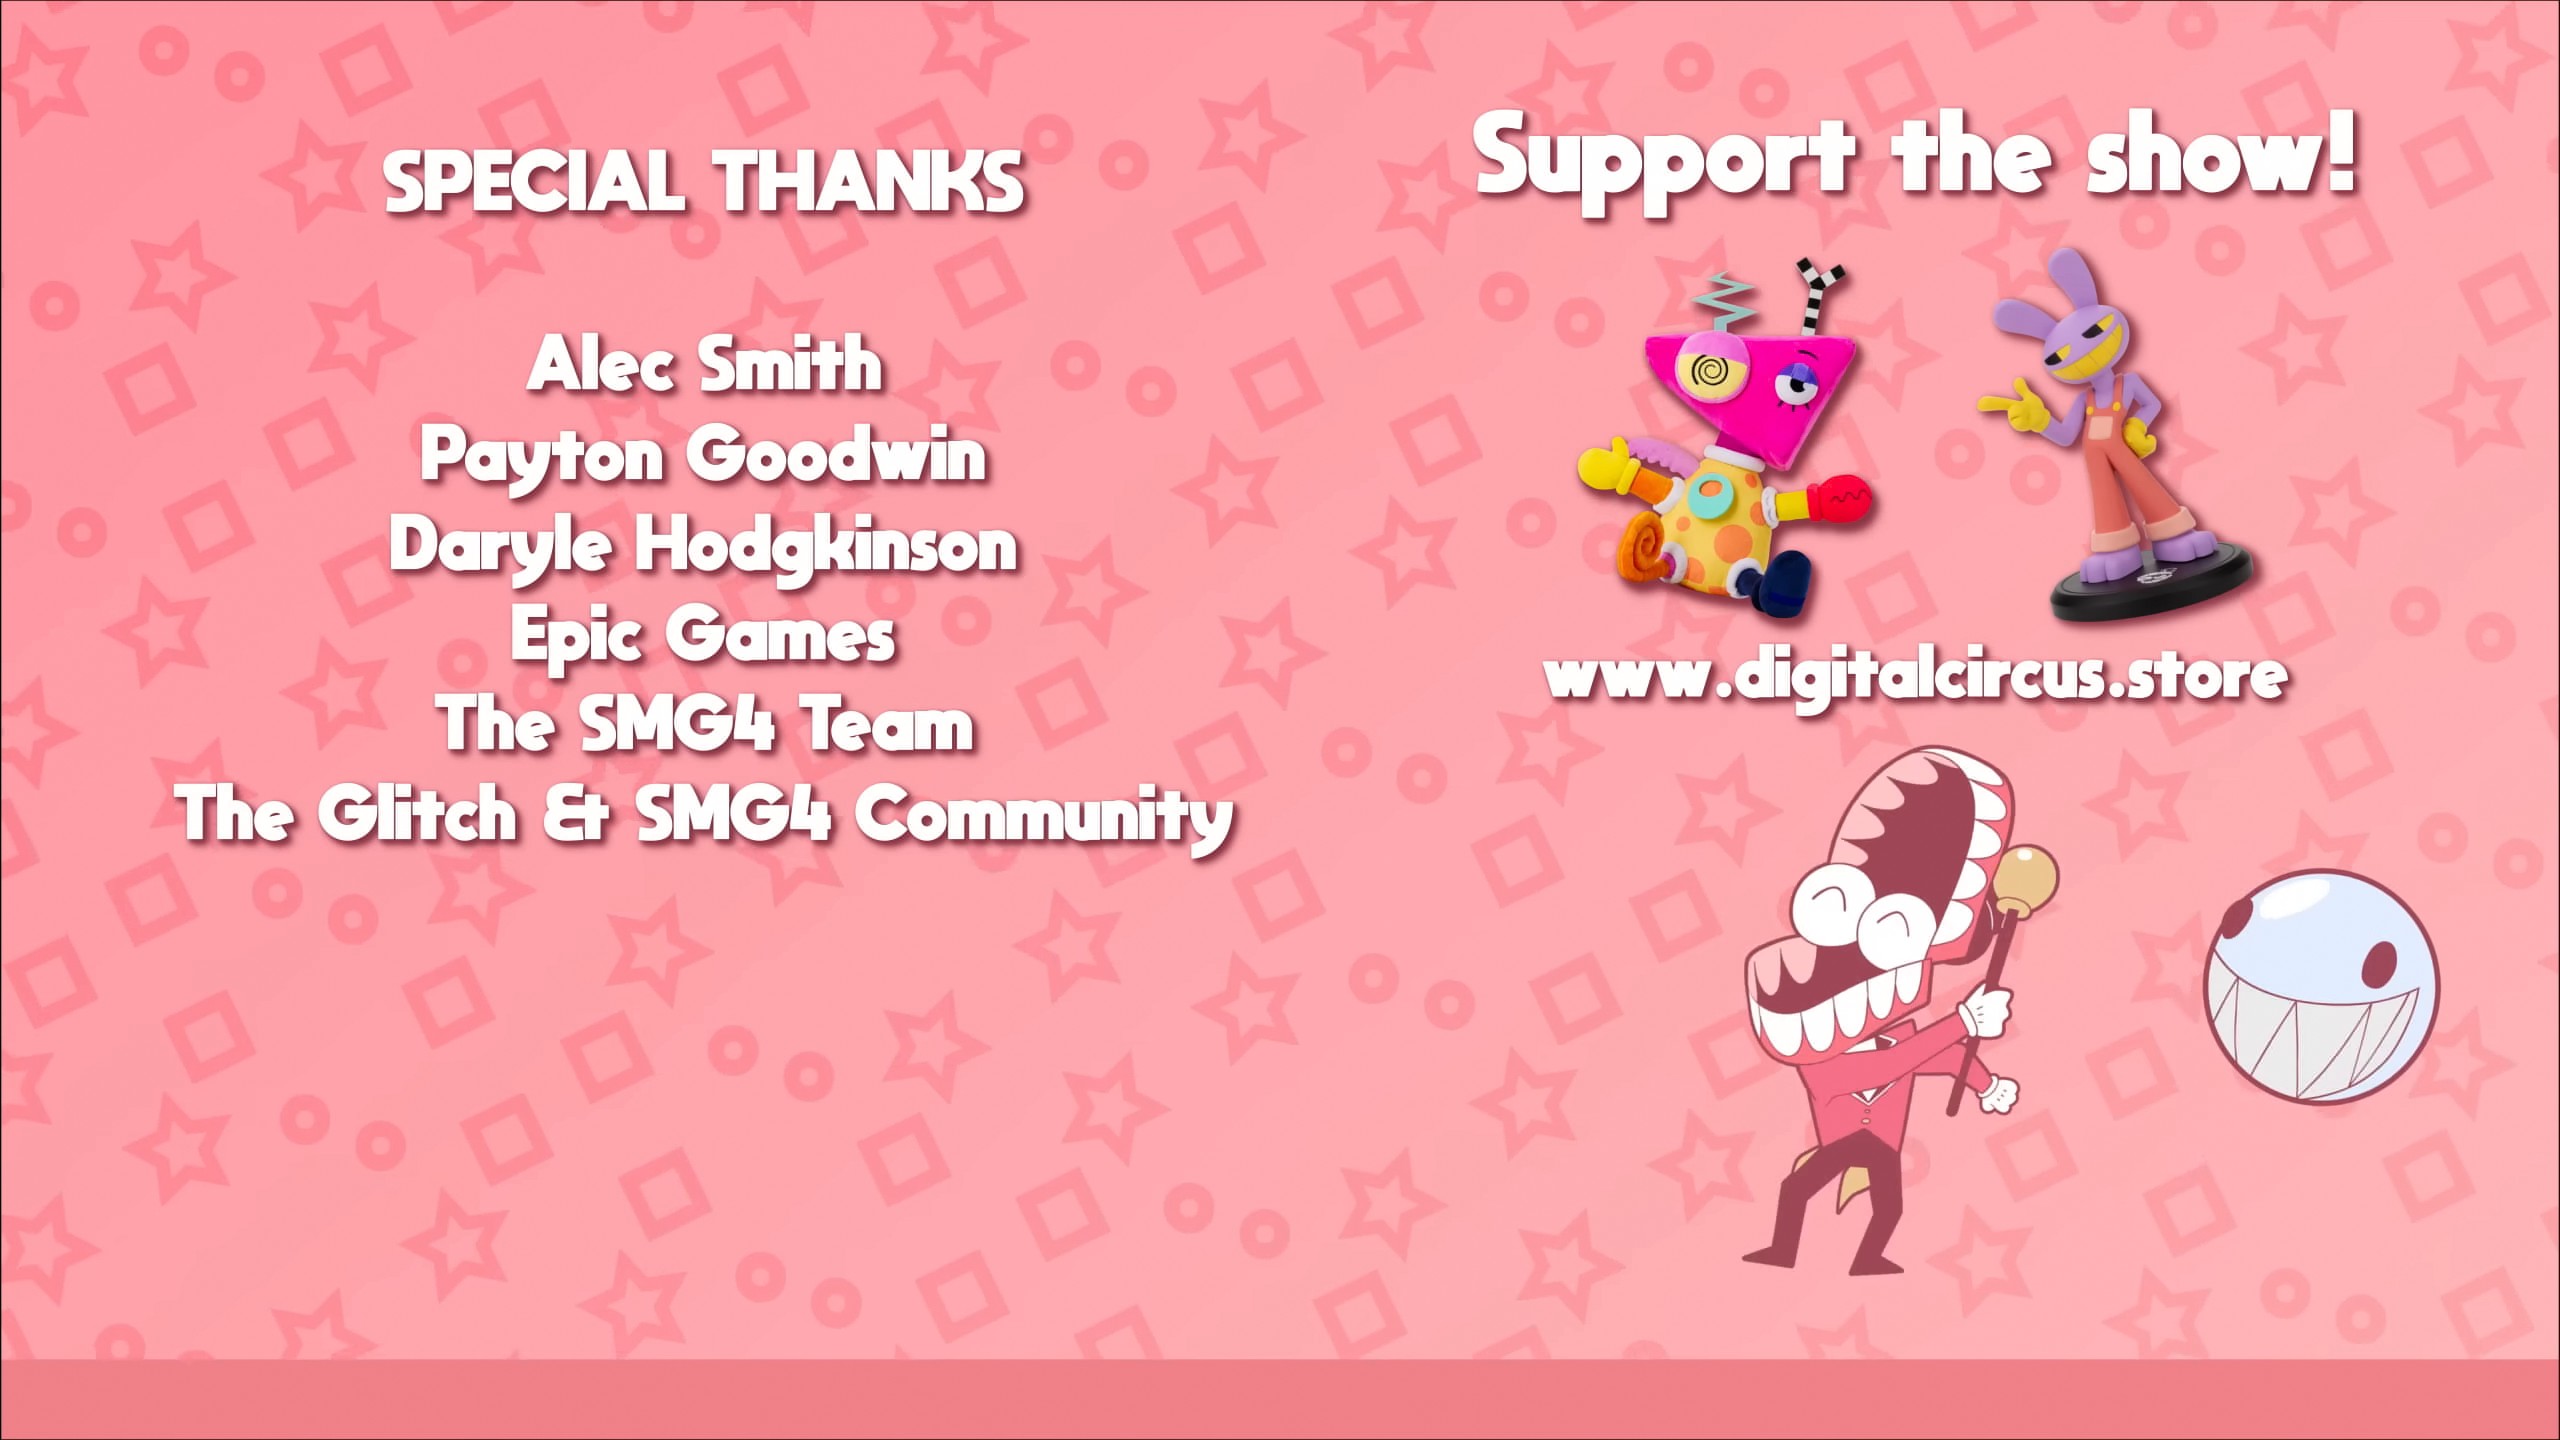 SPECIAL THANKS
Alec Smith
Payton Goodwin
Daryle Hodgkinson
Epic Games
The SMG4 Team
The Glitch & SMG4 Community
Support the show!
www.digitalcircus.store